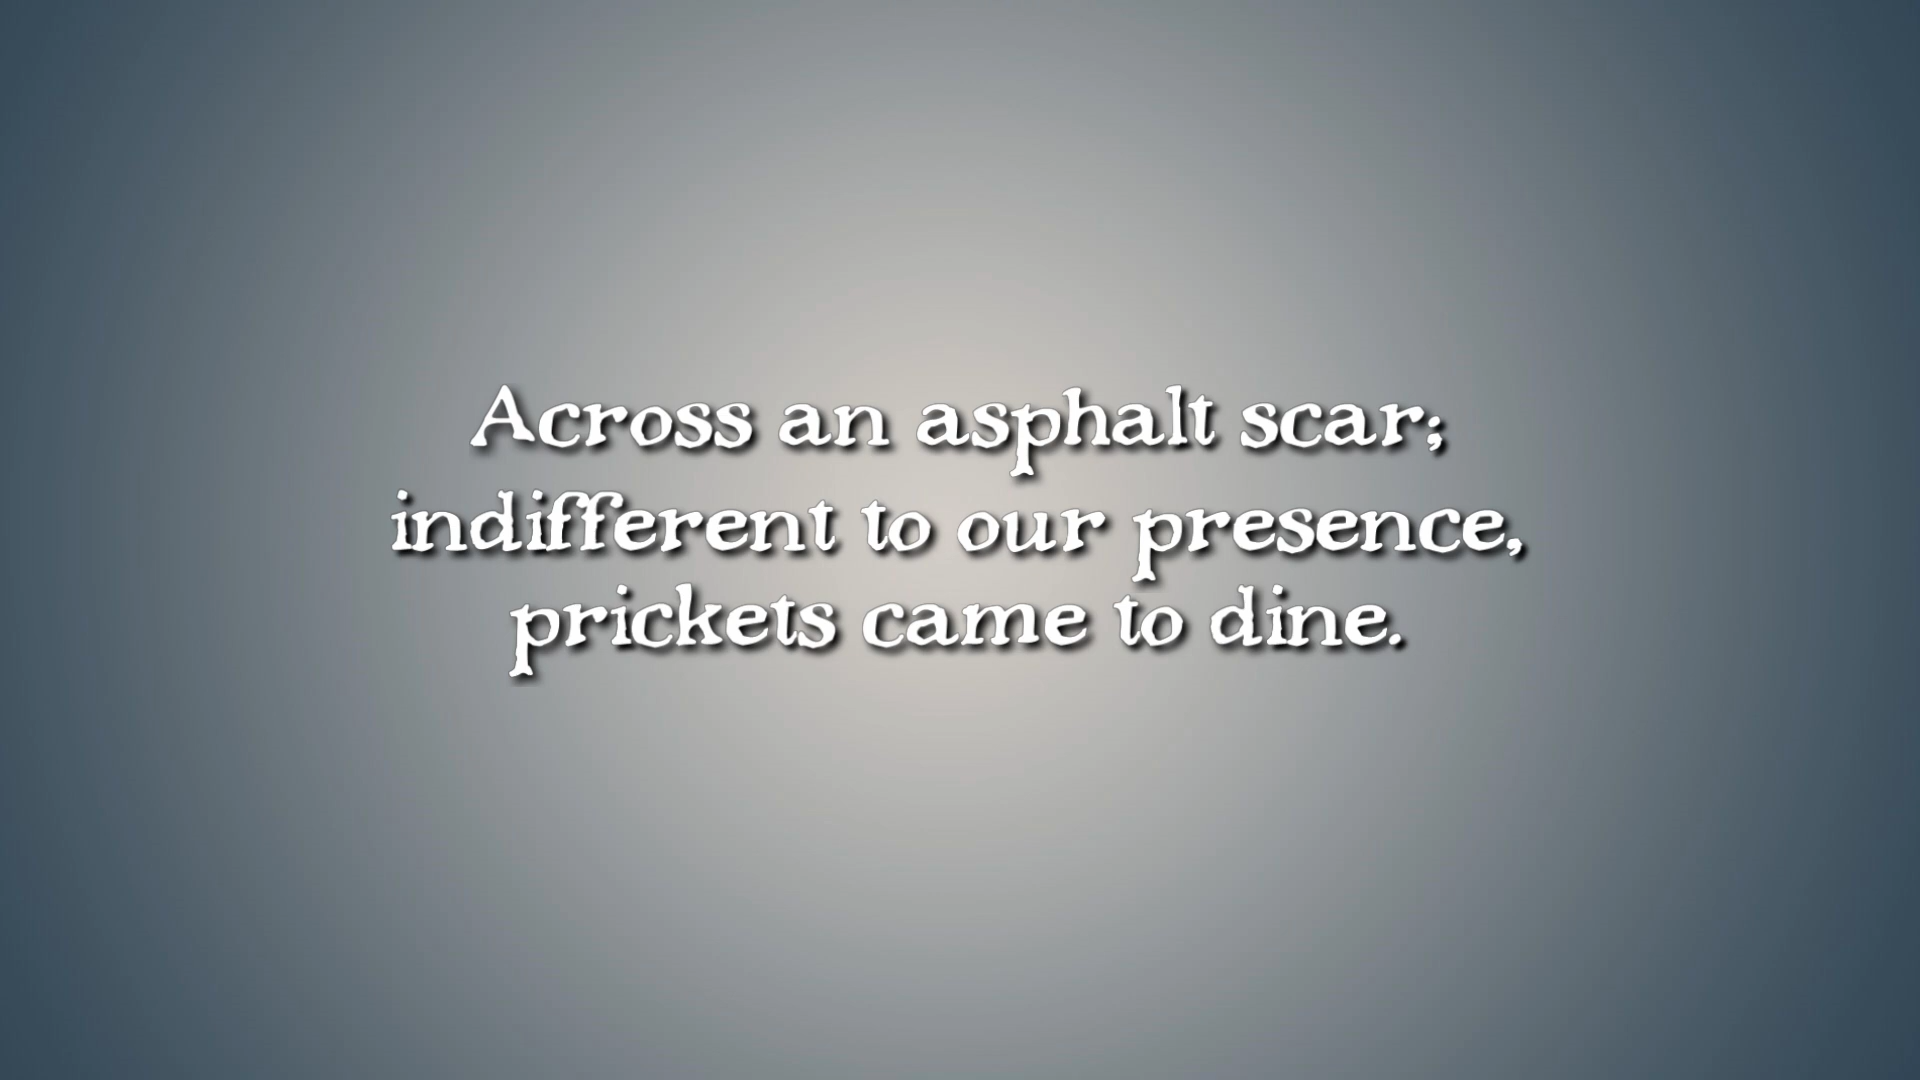 Across an asphalt scar;
indifferent to our presence,
prickets came to dine.